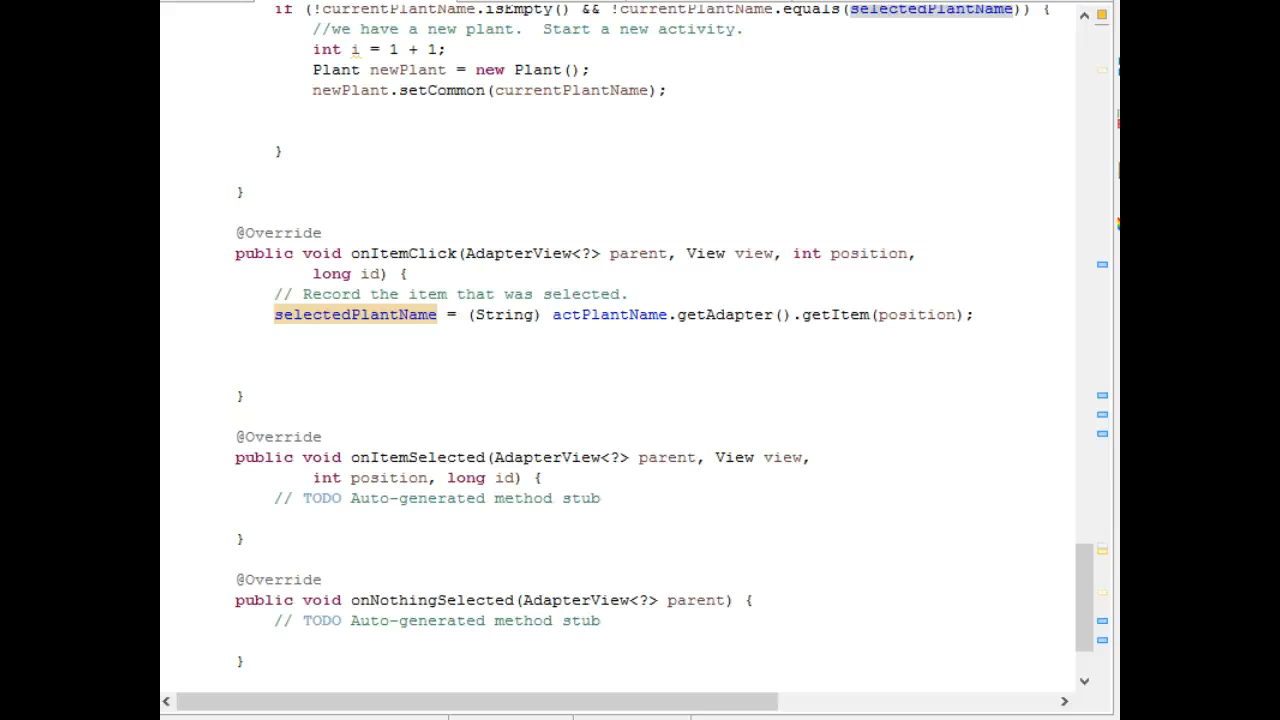 if (!currentPlantName.isEmpty() && !currentPlantName.equals(selectedPlantName)) {
//we have a new plant.  Start a new activity.
int i = 1 + 1;
Plant newPlant = new Plant();
newPlant.setCommon(currentPlantName);
}
}
@Override
public void onItemClick(AdapterView<?> parent, View view, int position,
long id) {
// Record the item that was selected.
selectedPlantName = (String) actPlantName.getAdapter().getItem(position);
}
@Override
public void onItemSelected(AdapterView<?> parent, View view,
int position, long id) {
// TODO Auto-generated method stub
}
@Override
public void onNothingSelected(AdapterView<?> parent) {
// TODO Auto-generated method stub
}